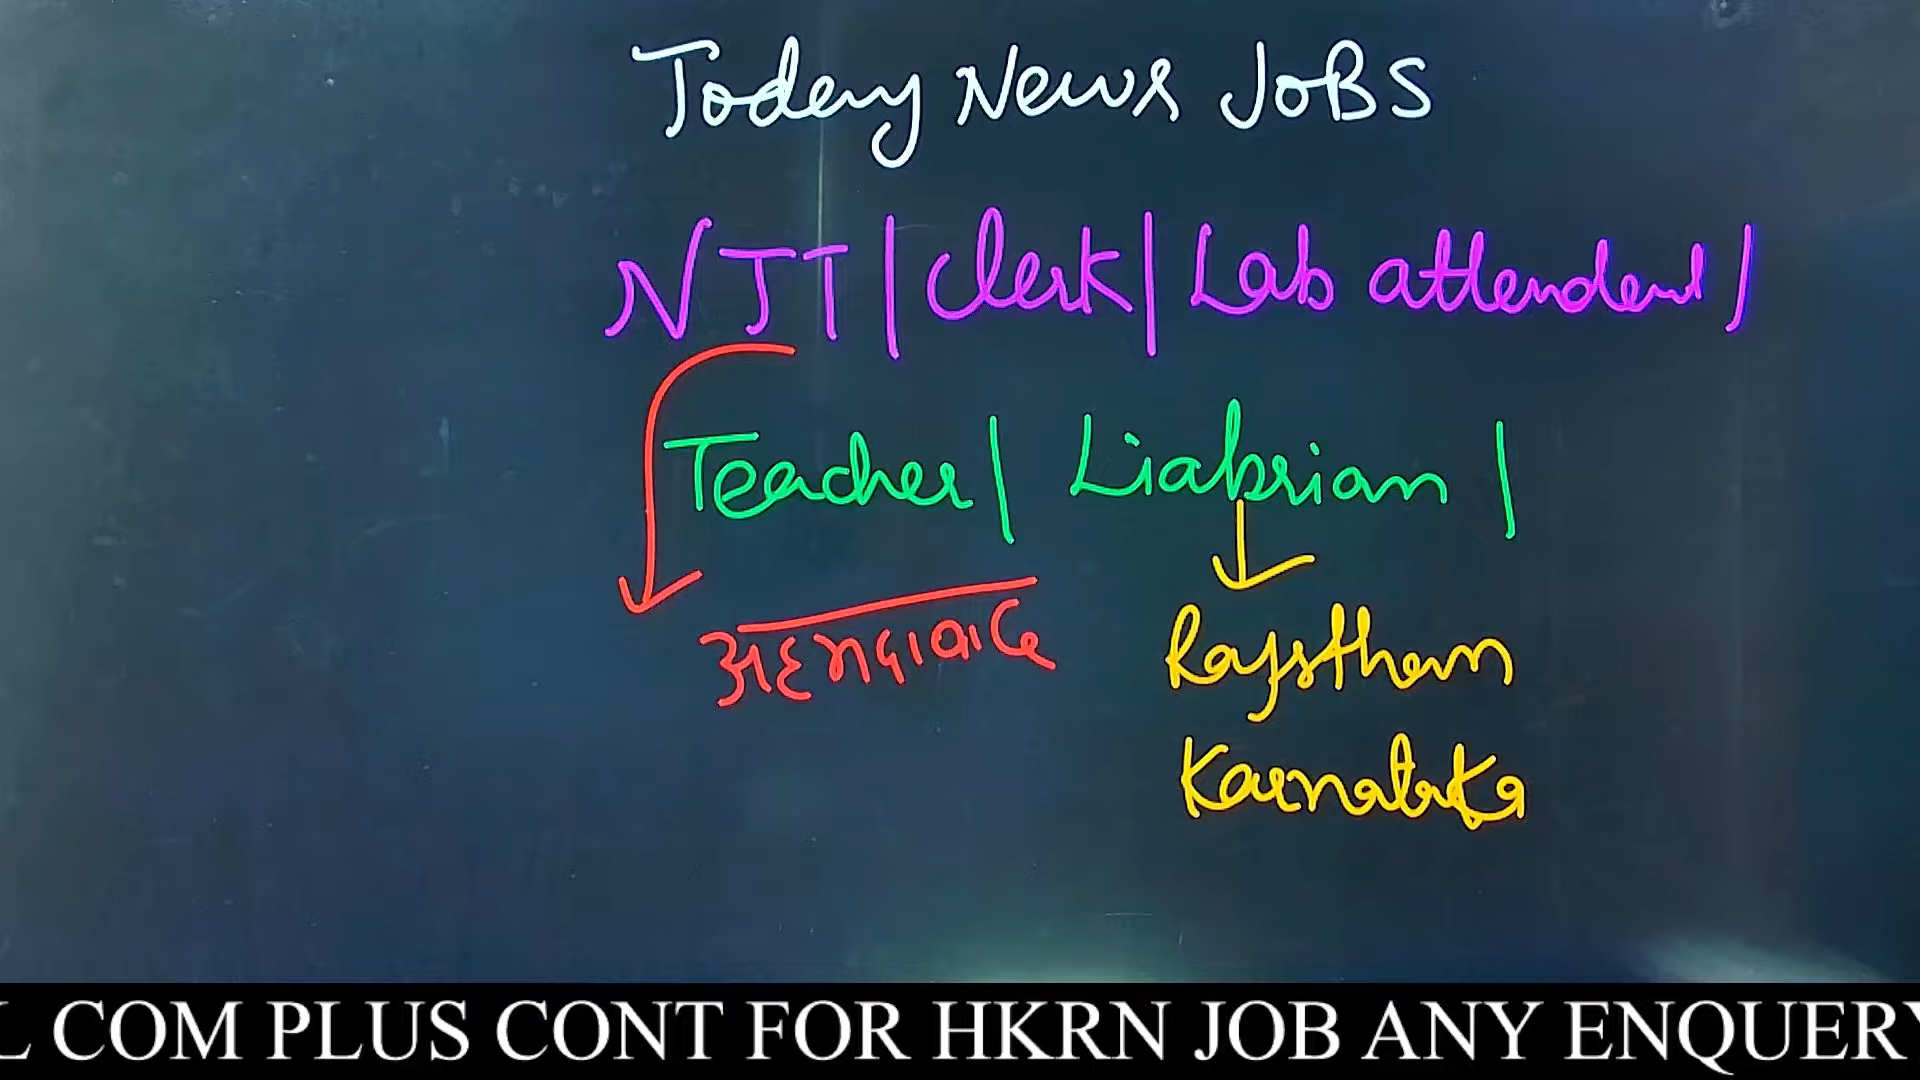 Today News JOBS
NTT | Clerk | Lab attendent |
Teacher | Liabrian |
अहमदाबाद
Rajsthan
Karnataka
L COM PLUS CONT FOR HKRN JOB ANY ENQUERY